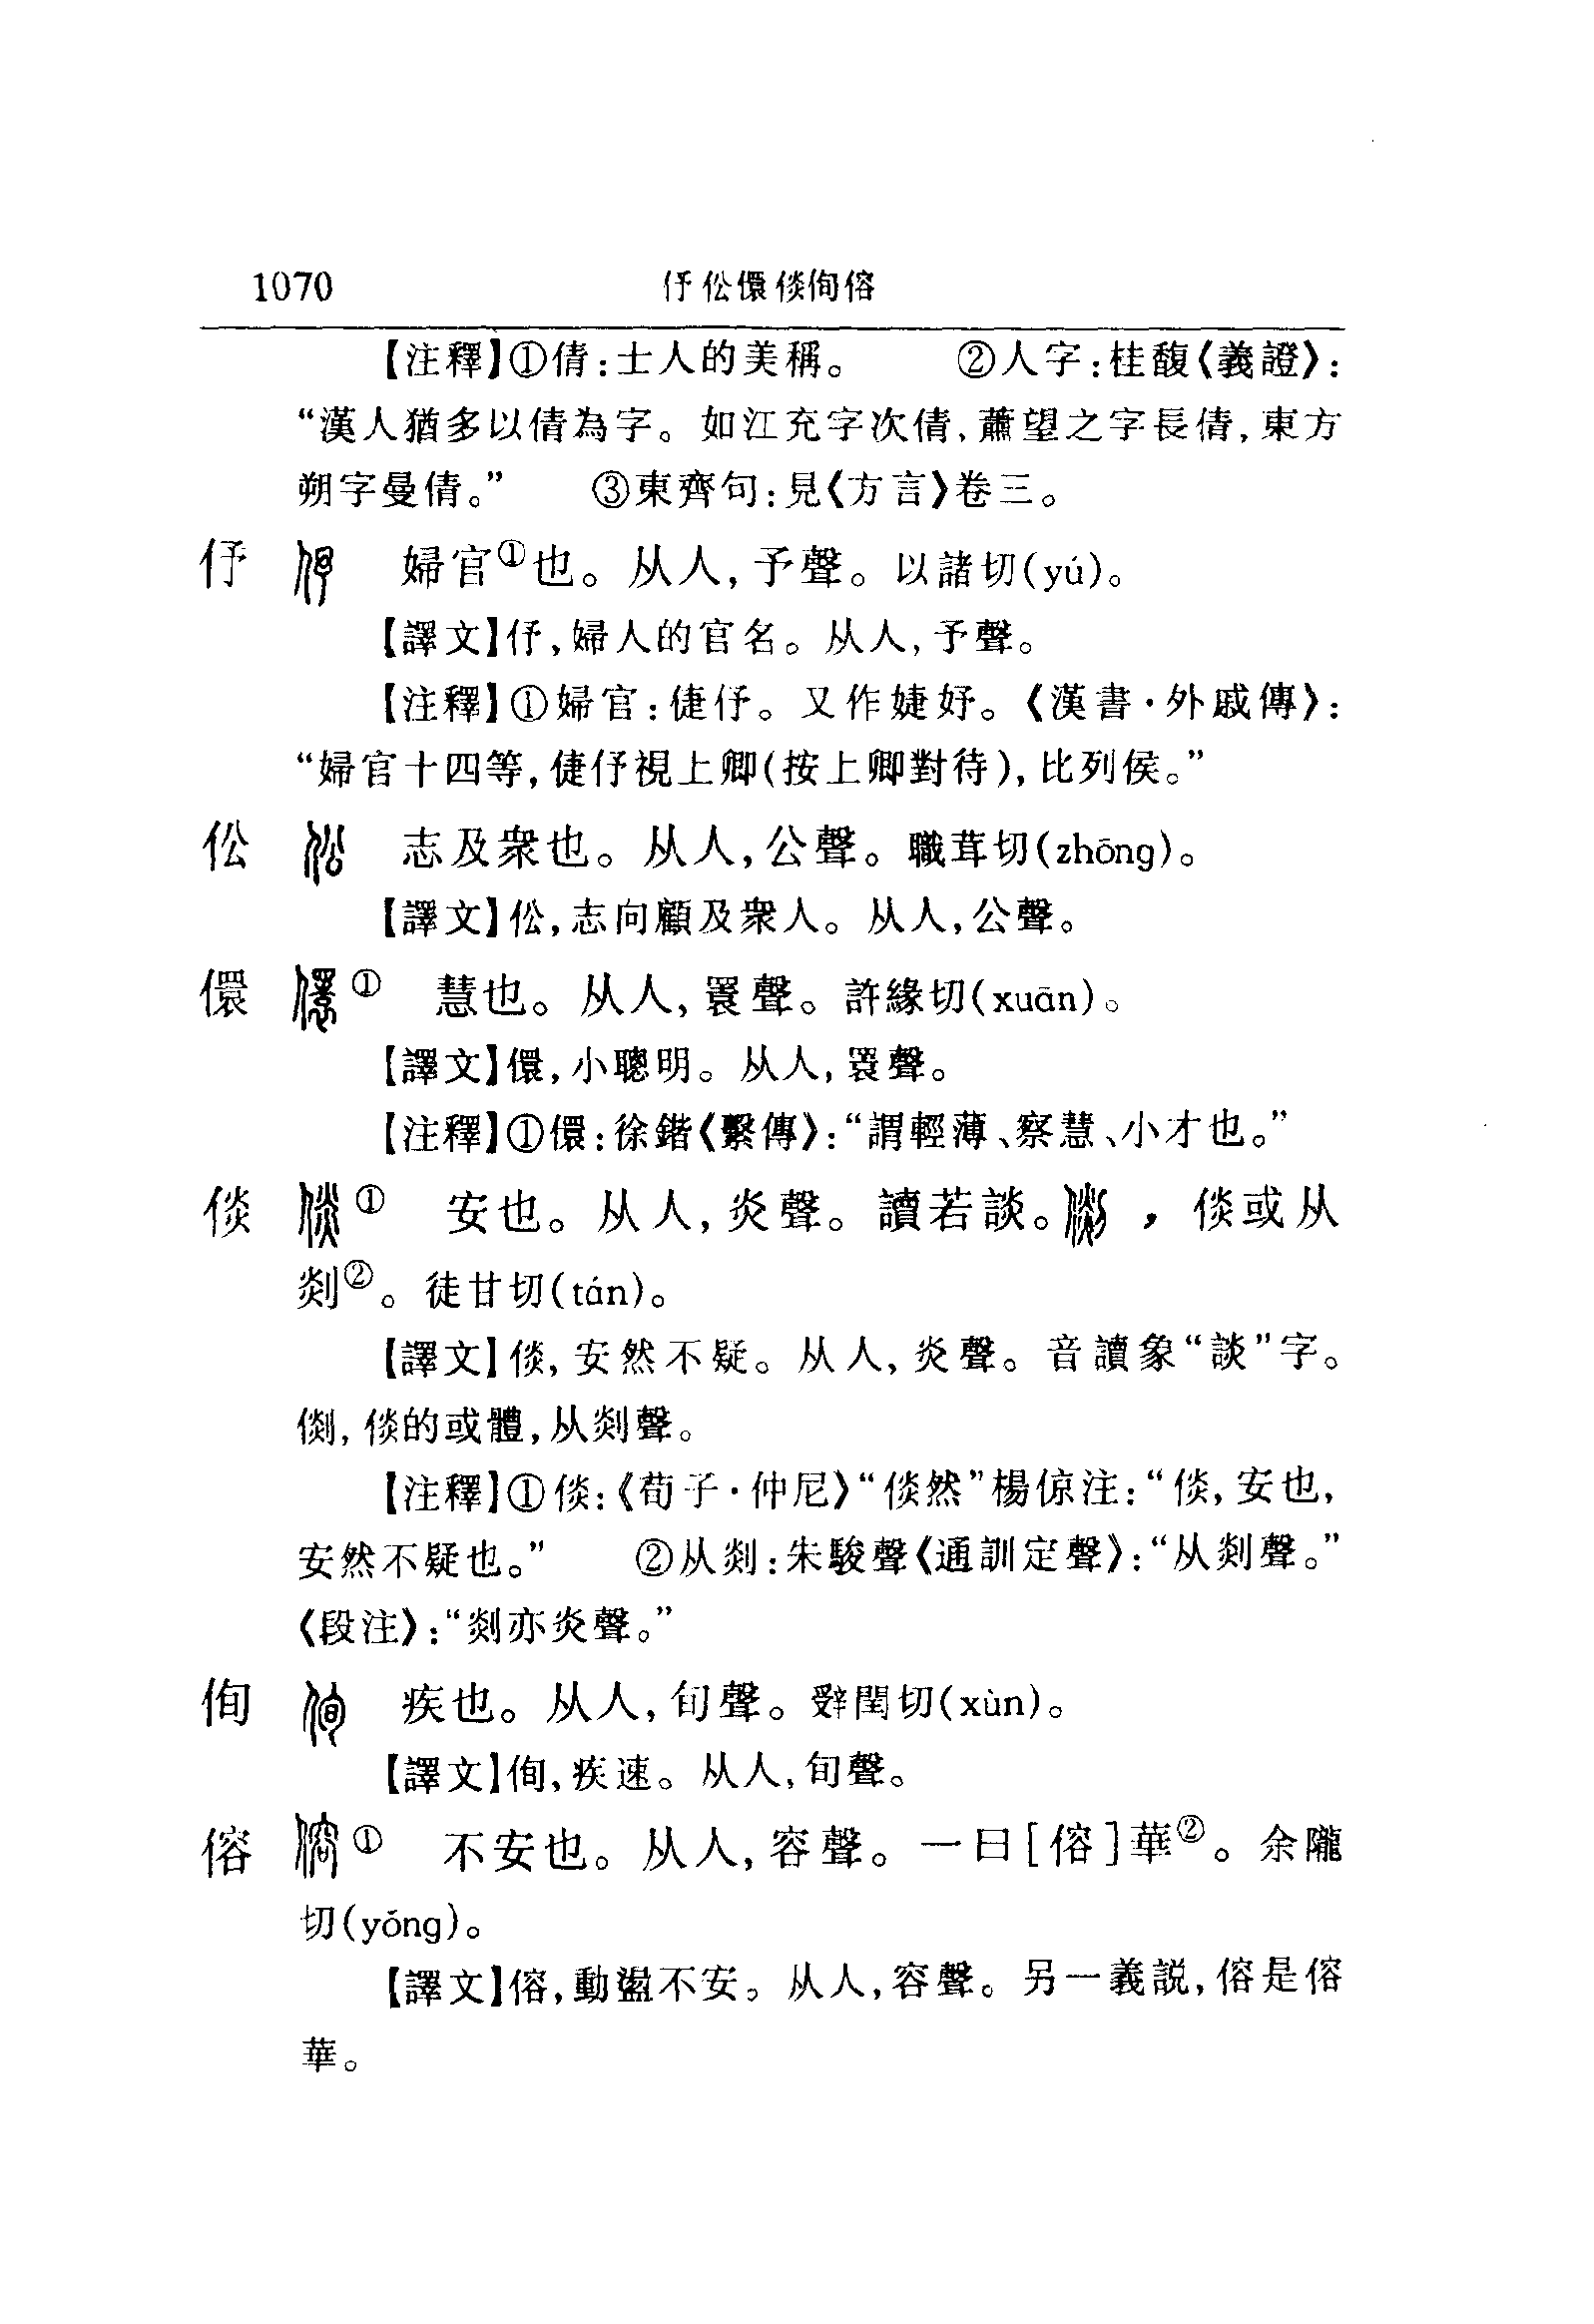 1070 伃伀儇倓侚傛
【注釋】①倩:士人的美稱。 ②人字:桂馥《義證》:
“漢人猶多以倩為字。如江充字次倩,蕭望之字長倩,東方
朔字曼倩。” ③東齊句:見《方言》卷三。
伃 婦官①也。从人,予聲。以諸切(yú)。
【譯文】伃,婦人的官名。从人,予聲。
【注釋】①婦官:倢伃。又作婕妤。《漢書·外戚傳》:
“婦官十四等,倢伃視上卿(按上卿對待),比列侯。”
伀 志及衆也。从人,公聲。職茸切(zhōng)。
【譯文】伀,志向顧及衆人。从人,公聲。
儇 ① 慧也。从人,瞏聲。許緣切(xuān)。
【譯文】儇,小聰明。从人,瞏聲。
【注釋】①儇:徐鍇《繫傳》:“謂輕薄、察慧、小才也。”
倓 ① 安也。从人,炎聲。讀若談。 ,倓或从
剡②。徒甘切(tán)。
【譯文】倓,安然不疑。从人,炎聲。音讀象“談”字。
㓵,倓的或體,从剡聲。
【注釋】①倓:《荀子·仲尼》“倓然”楊倞注:“倓,安也,
安然不疑也。” ②从剡:朱駿聲《通訓定聲》:“从剡聲。”
《段注》:“剡亦炎聲。”
侚 疾也。从人,旬聲。辤閏切(xùn)。
【譯文】侚,疾速。从人,旬聲。
傛 ① 不安也。从人,容聲。一曰[傛]華②。余隴
切(yǒng)。
【譯文】傛,動盪不安。从人,容聲。另一義説,傛是傛
華。